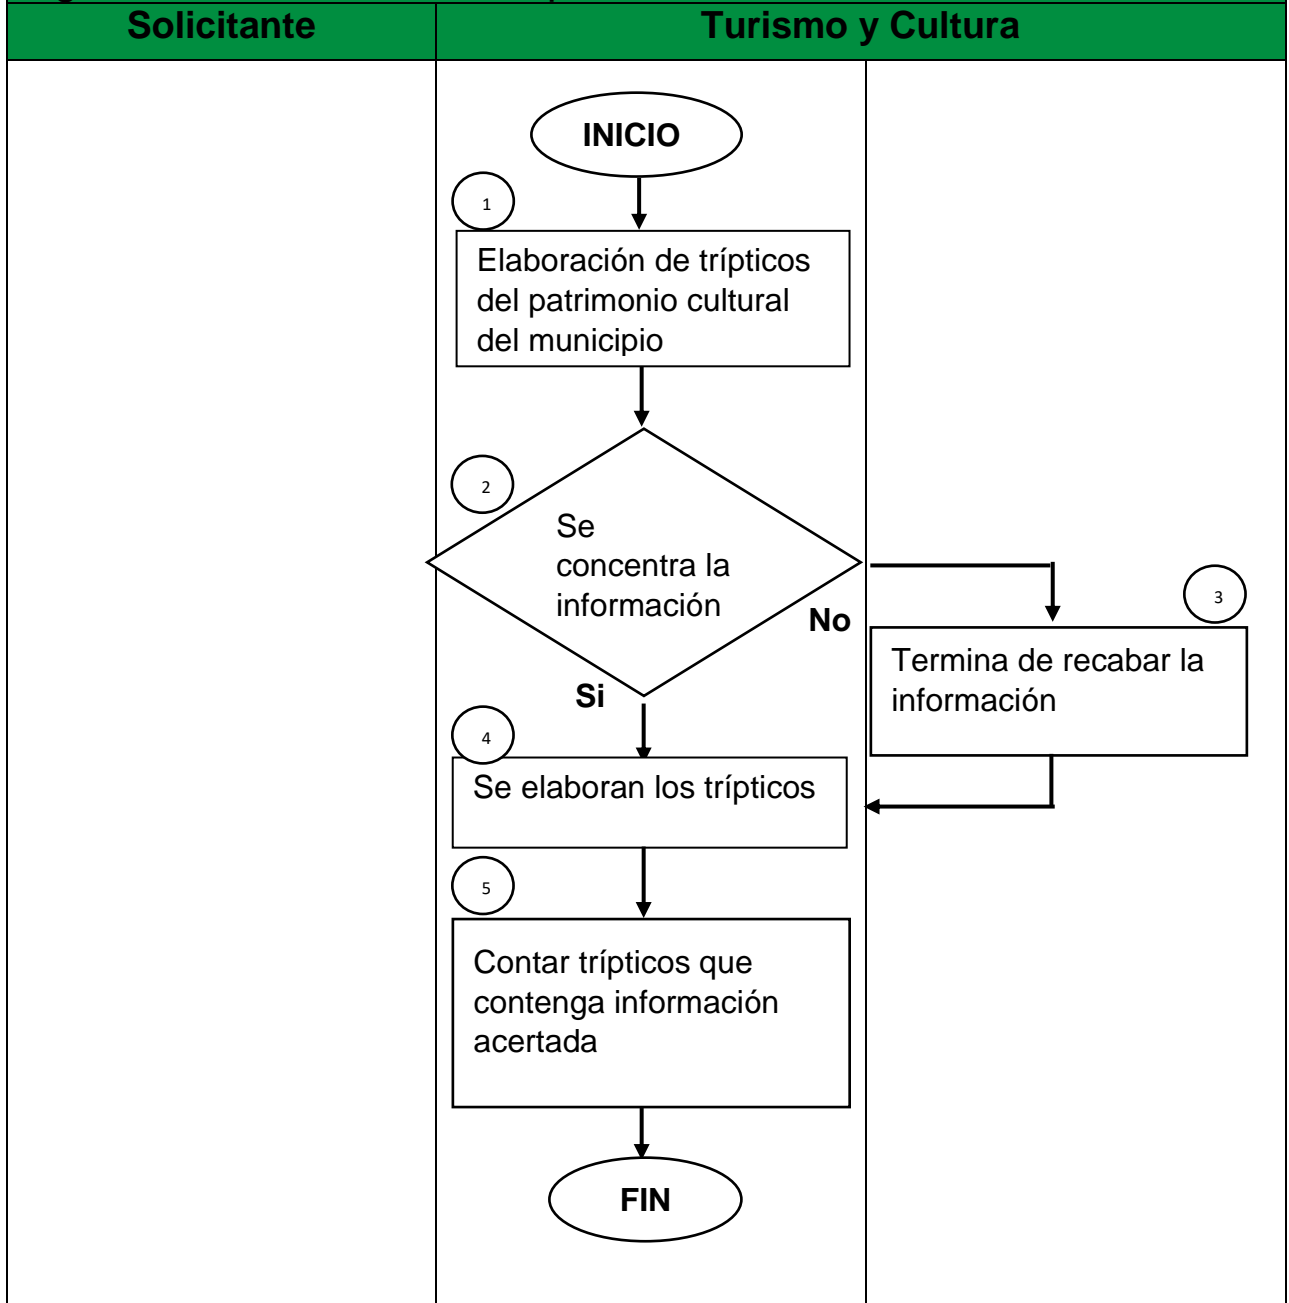 Solicitante
Turismo y Cultura
INICIO
1
Elaboración de trípticos
del patrimonio cultural
del municipio
2
Se
concentra la
información
No
3
Termina de recabar la
información
Si
4
Se elaboran los trípticos
5
Contar trípticos que
contenga información
acertada
FIN